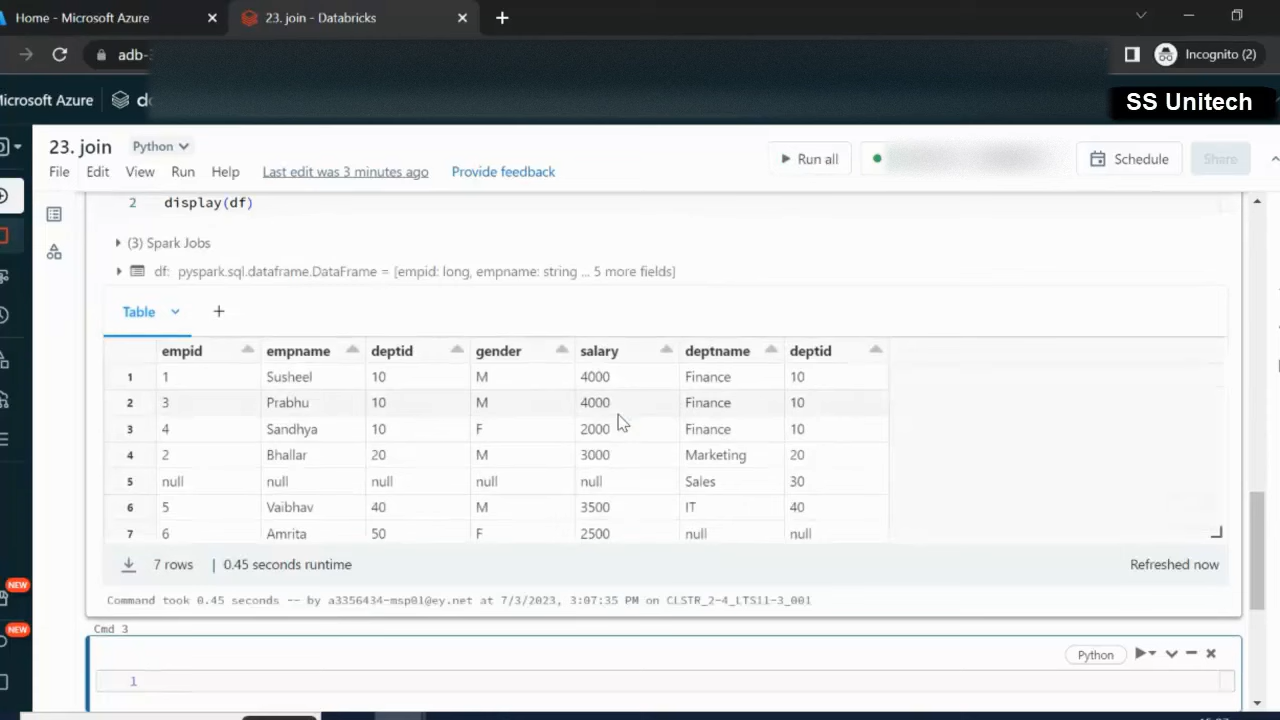 Home - Microsoft Azure
23. join - Databricks
adb-
Incognito (2)
Microsoft Azure
SS Unitech
23. join Python
Run all Schedule Share
File Edit View Run Help Last edit was 3 minutes ago Provide feedback
2 display(df)
(3) Spark Jobs
df: pyspark.sql.dataframe.DataFrame = [empid: long, empname: string ... 5 more fields]
Table +
empid empname deptid gender salary deptname deptid
1 1 Susheel 10 M 4000 Finance 10
2 3 Prabhu 10 M 4000 Finance 10
3 4 Sandhya 10 F 2000 Finance 10
4 2 Bhallar 20 M 3000 Marketing 20
5 null null null null null Sales 30
6 5 Vaibhav 40 M 3500 IT 40
7 6 Amrita 50 F 2500 null null
7 rows | 0.45 seconds runtime Refreshed now
Command took 0.45 seconds -- by a3356434-msp01@ey.net at 7/3/2023, 3:07:35 PM on CLSTR_2-4_LTS11-3_001
NEW
Cmd 3
NEW
Python
1